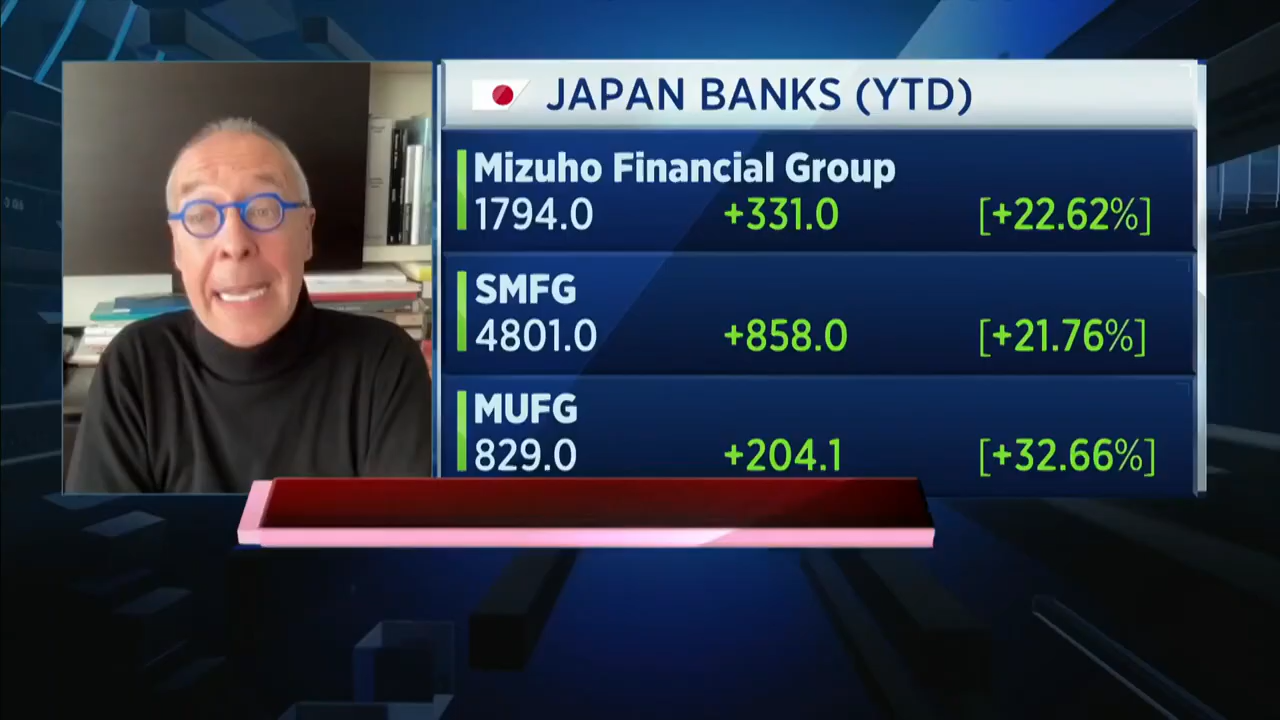 JAPAN BANKS (YTD)
Mizuho Financial Group
1794.0 +331.0 [+22.62%]
SMFG
4801.0 +858.0 [+21.76%]
MUFG
829.0 +204.1 [+32.66%]